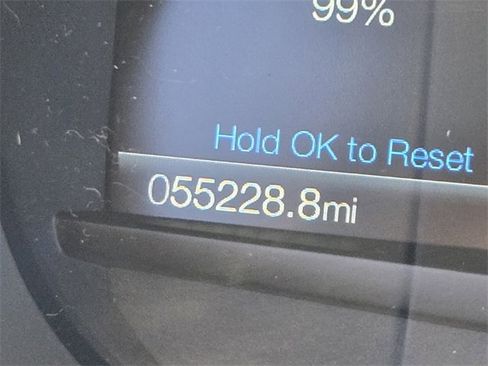 99%
Hold OK to Reset
055228.8mi